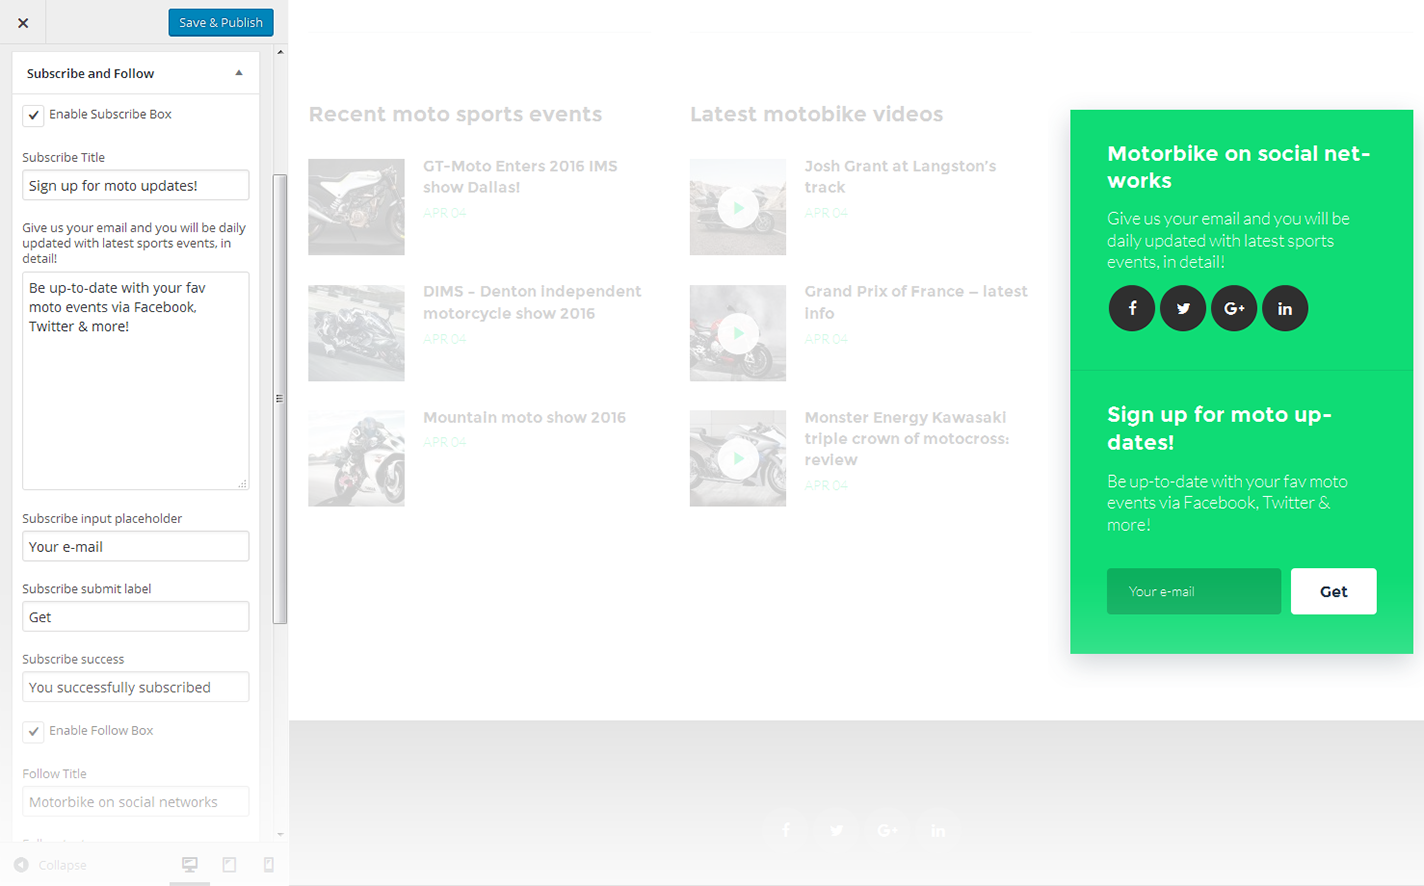 Save & Publish
Subscribe and Follow
Enable Subscribe Box
Subscribe Title
Sign up for moto updates!
Give us your email and you will be daily
updated with latest sports events, in
detail!
Be up-to-date with your fav
moto events via Facebook,
Twitter & more!
Subscribe input placeholder
Your e-mail
Subscribe submit label
Get
Subscribe success
You successfully subscribed
Enable Follow Box
Follow Title
Motorbike on social networks
Collapse
Recent moto sports events
GT-Moto Enters 2016 IMS
show Dallas!
APR 04
DIMS - Denton independent
motorcycle show 2016
APR 04
Mountain moto show 2016
APR 04
Latest motobike videos
Josh Grant at Langston's
track
APR 04
Grand Prix of France – latest
info
APR 04
Monster Energy Kawasaki
triple crown of motocross:
review
APR 04
Motorbike on social net-
works
Give us your email and you will be
daily updated with latest sports
events, in detail!
Sign up for moto up-
dates!
Be up-to-date with your fav moto
events via Facebook, Twitter &
more!
Your e-mail
Get